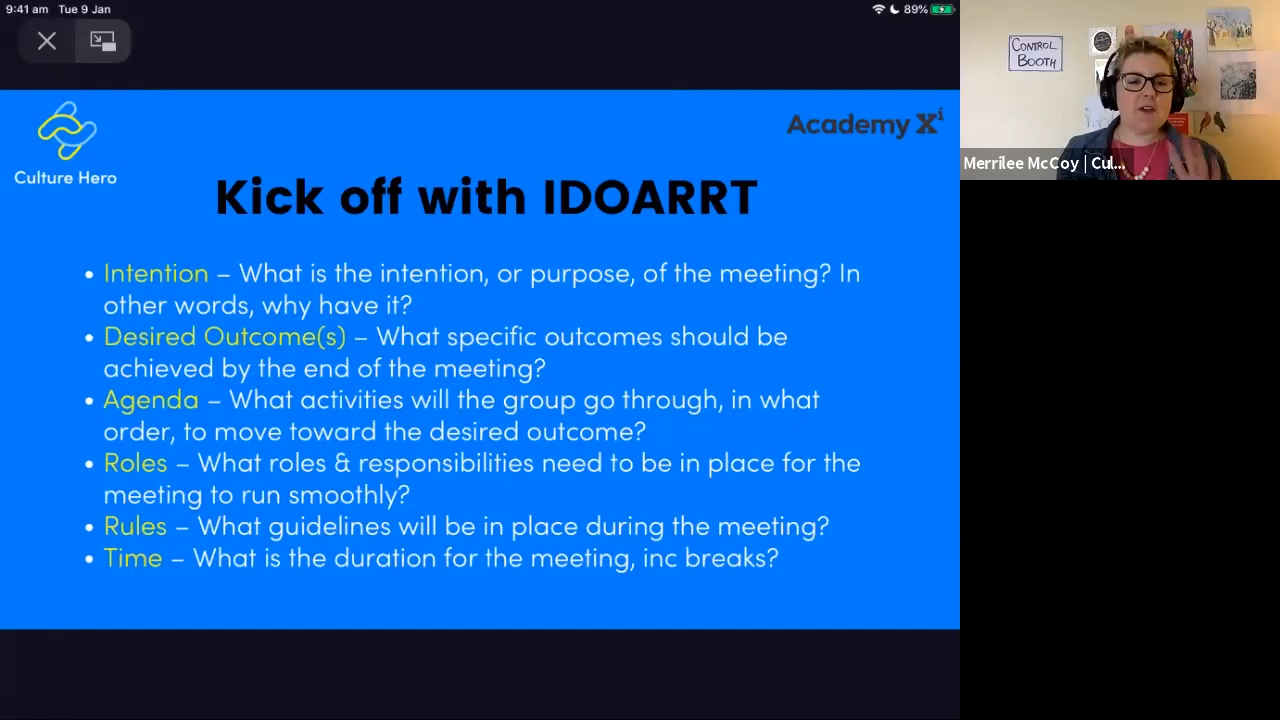 9:41 am Tue 9 Jan
89%
Culture Hero
Academy Xi
Kick off with IDOARRT
• Intention – What is the intention, or purpose, of the meeting? In
other words, why have it?
• Desired Outcome(s) – What specific outcomes should be
achieved by the end of the meeting?
• Agenda – What activities will the group go through, in what
order, to move toward the desired outcome?
• Roles – What roles & responsibilities need to be in place for the
meeting to run smoothly?
• Rules – What guidelines will be in place during the meeting?
• Time – What is the duration for the meeting, inc breaks?
CONTROL
BOOTH
Merrilee McCoy | Cul...